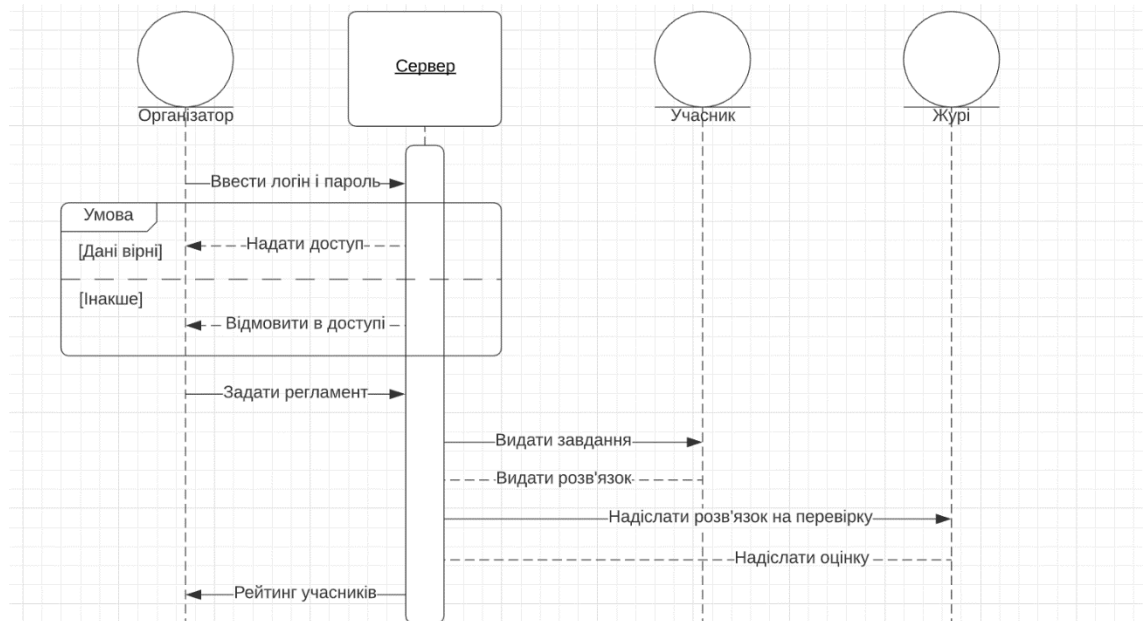 Сервер
Організатор
Учасник
Журі
Ввести логін і пароль
Умова
[Дані вірні]
Надати доступ
[Інакше]
Відмовити в доступі
Задати регламент
Видати завдання
Видати розв'язок
Надіслати розв'язок на перевірку
Надіслати оцінку
Рейтинг учасників